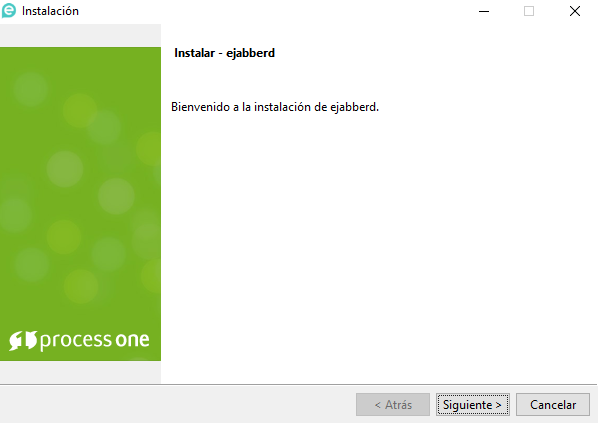 Instalación
Instalar - ejabberd
Bienvenido a la instalación de ejabberd.
process one
< Atrás
Siguiente >
Cancelar